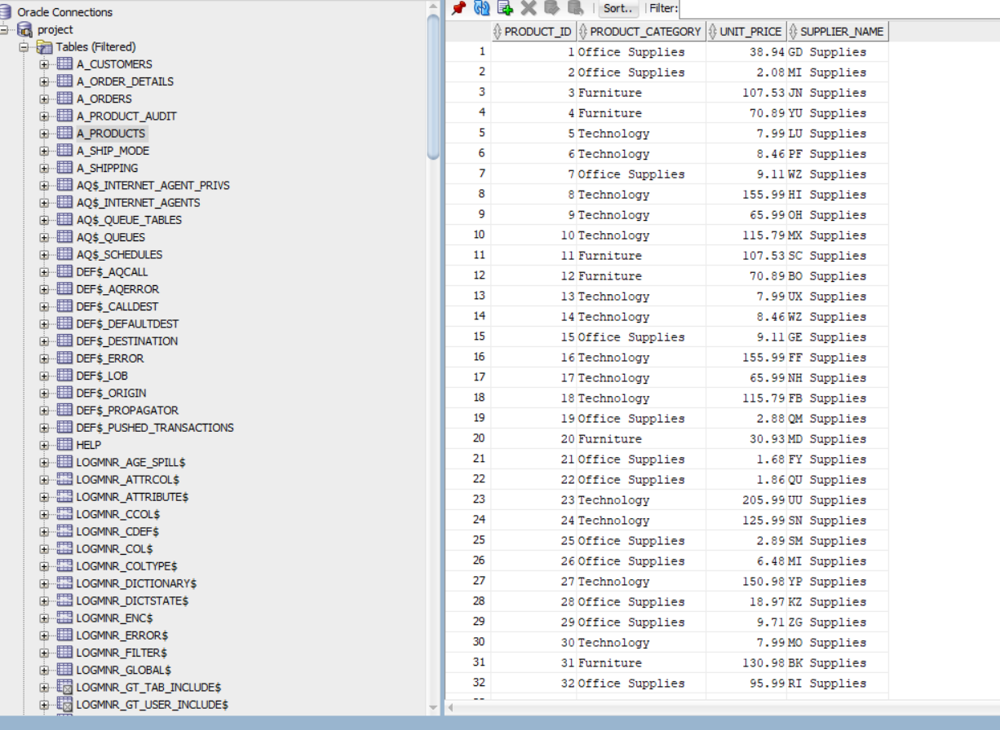 Oracle Connections
project
Tables (Filtered)
A_CUSTOMERS
A_ORDER_DETAILS
A_ORDERS
A_PRODUCT_AUDIT
A_PRODUCTS
A_SHIP_MODE
A_SHIPPING
AQ$_INTERNET_AGENT_PRIVS
AQ$_INTERNET_AGENTS
AQ$_QUEUE_TABLES
AQ$_QUEUES
AQ$_SCHEDULES
DEF$_AQCALL
DEF$_AQERROR
DEF$_CALLDEST
DEF$_DEFAULTDEST
DEF$_DESTINATION
DEF$_ERROR
DEF$_LOB
DEF$_ORIGIN
DEF$_PROPAGATOR
DEF$_PUSHED_TRANSACTIONS
HELP
LOGMNR_AGE_SPILL$
LOGMNR_ATTRCOL$
LOGMNR_ATTRIBUTE$
LOGMNR_CCOL$
LOGMNR_CDEF$
LOGMNR_COL$
LOGMNR_COLTYPE$
LOGMNR_DICTIONARY$
LOGMNR_DICTSTATE$
LOGMNR_ENC$
LOGMNR_ERROR$
LOGMNR_FILTER$
LOGMNR_GLOBAL$
LOGMNR_GT_TAB_INCLUDE$
LOGMNR_GT_USER_INCLUDE$
Sort.. Filter:
PRODUCT_ID PRODUCT_CATEGORY UNIT_PRICE SUPPLIER_NAME
1 1 Office Supplies 38.94 GD Supplies
2 2 Office Supplies 2.08 MI Supplies
3 3 Furniture 107.53 JN Supplies
4 4 Furniture 70.89 YU Supplies
5 5 Technology 7.99 LU Supplies
6 6 Technology 8.46 PF Supplies
7 7 Office Supplies 9.11 WZ Supplies
8 8 Technology 155.99 HI Supplies
9 9 Technology 65.99 OH Supplies
10 10 Technology 115.79 MX Supplies
11 11 Furniture 107.53 SC Supplies
12 12 Furniture 70.89 BO Supplies
13 13 Technology 7.99 UX Supplies
14 14 Technology 8.46 WZ Supplies
15 15 Office Supplies 9.11 GE Supplies
16 16 Technology 155.99 FF Supplies
17 17 Technology 65.99 NH Supplies
18 18 Technology 115.79 FB Supplies
19 19 Office Supplies 2.88 QM Supplies
20 20 Furniture 30.93 MD Supplies
21 21 Office Supplies 1.68 FY Supplies
22 22 Office Supplies 1.86 QU Supplies
23 23 Technology 205.99 UU Supplies
24 24 Technology 125.99 SN Supplies
25 25 Office Supplies 2.89 SM Supplies
26 26 Office Supplies 6.48 MI Supplies
27 27 Technology 150.98 YP Supplies
28 28 Office Supplies 18.97 KZ Supplies
29 29 Office Supplies 9.71 ZG Supplies
30 30 Technology 7.99 MO Supplies
31 31 Furniture 130.98 BK Supplies
32 32 Office Supplies 95.99 RI Supplies